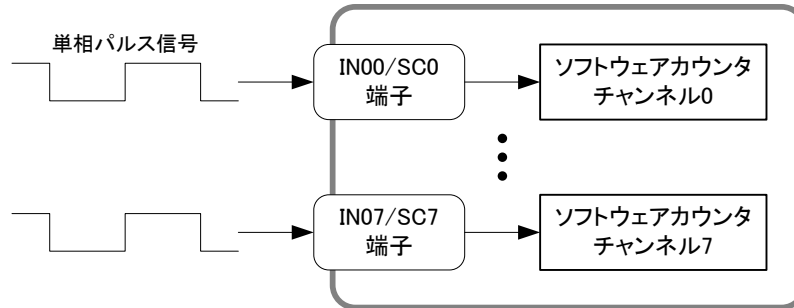 単相パルス信号
IN00/SC0
端子
ソフトウェアカウンタ
チャンネル0
IN07/SC7
端子
ソフトウェアカウンタ
チャンネル7